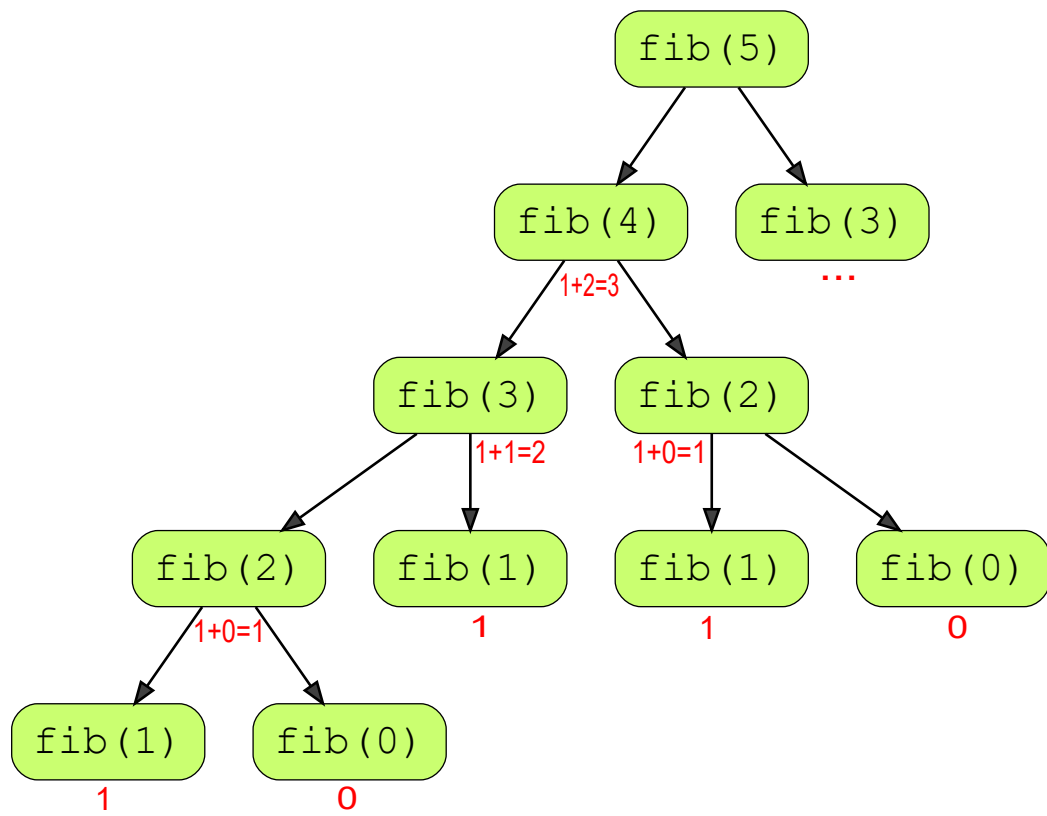 fib(5)
fib(4) fib(3)
1+2=3 ...
fib(3) fib(2)
1+1=2 1+0=1
fib(2) fib(1) fib(1) fib(0)
1+0=1 1 1 0
fib(1) fib(0)
1 0